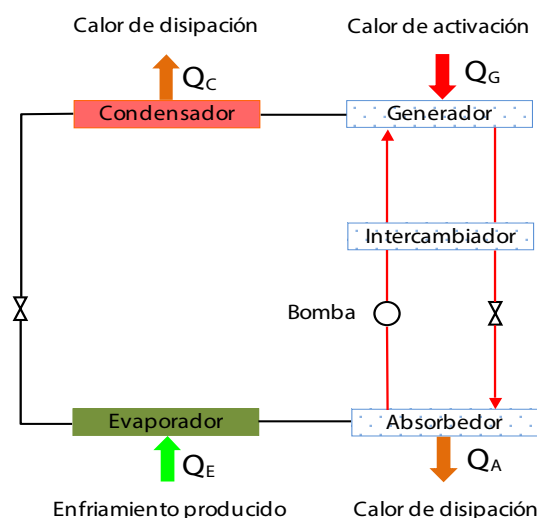 Calor de disipación
Calor de activación
QC
QG
Condensador
Generador
Intercambiador
Bomba
Evaporador
Absorbedor
QE
QA
Enfriamiento producido
Calor de disipación